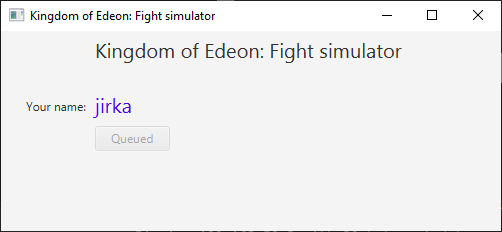 Kingdom of Edeon: Fight simulator
Kingdom of Edeon: Fight simulator
Your name: jirka
Queued